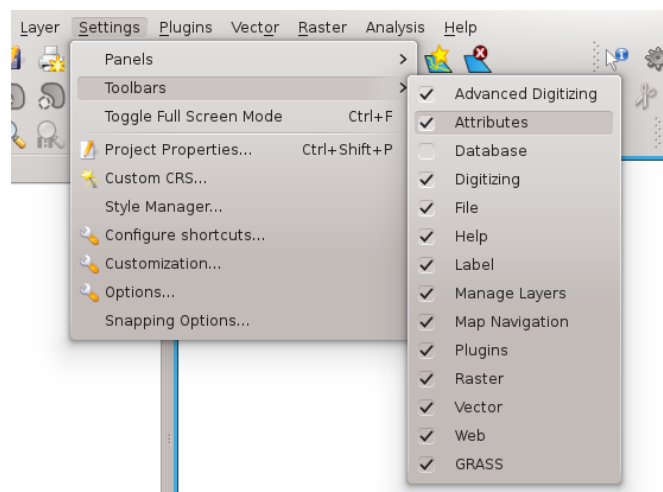 Layer Settings Plugins Vector Raster Analysis Help
Panels
Toolbars
Toggle Full Screen Mode Ctrl+F
Project Properties... Ctrl+Shift+P
Custom CRS...
Style Manager...
Configure shortcuts...
Customization...
Options...
Snapping Options...
Advanced Digitizing
Attributes
Database
Digitizing
File
Help
Label
Manage Layers
Map Navigation
Plugins
Raster
Vector
Web
GRASS